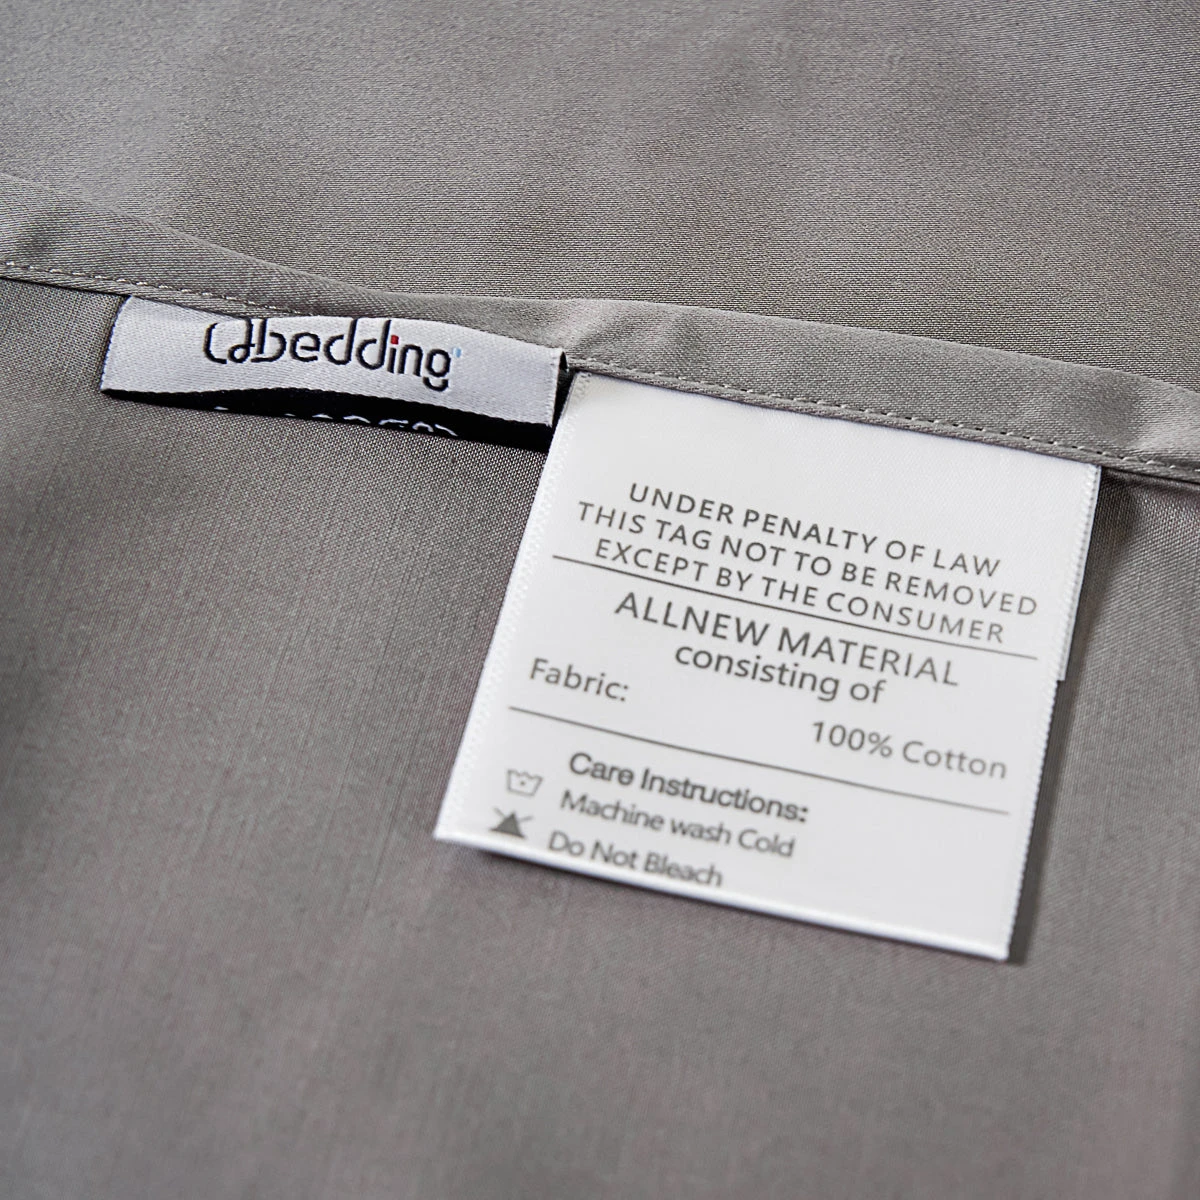 Qbedding
UNDER PENALTY OF LAW
THIS TAG NOT TO BE REMOVED
EXCEPT BY THE CONSUMER
ALLNEW MATERIAL
consisting of
Fabric:
100% Cotton
Care Instructions:
Machine wash Cold
Do Not Bleach